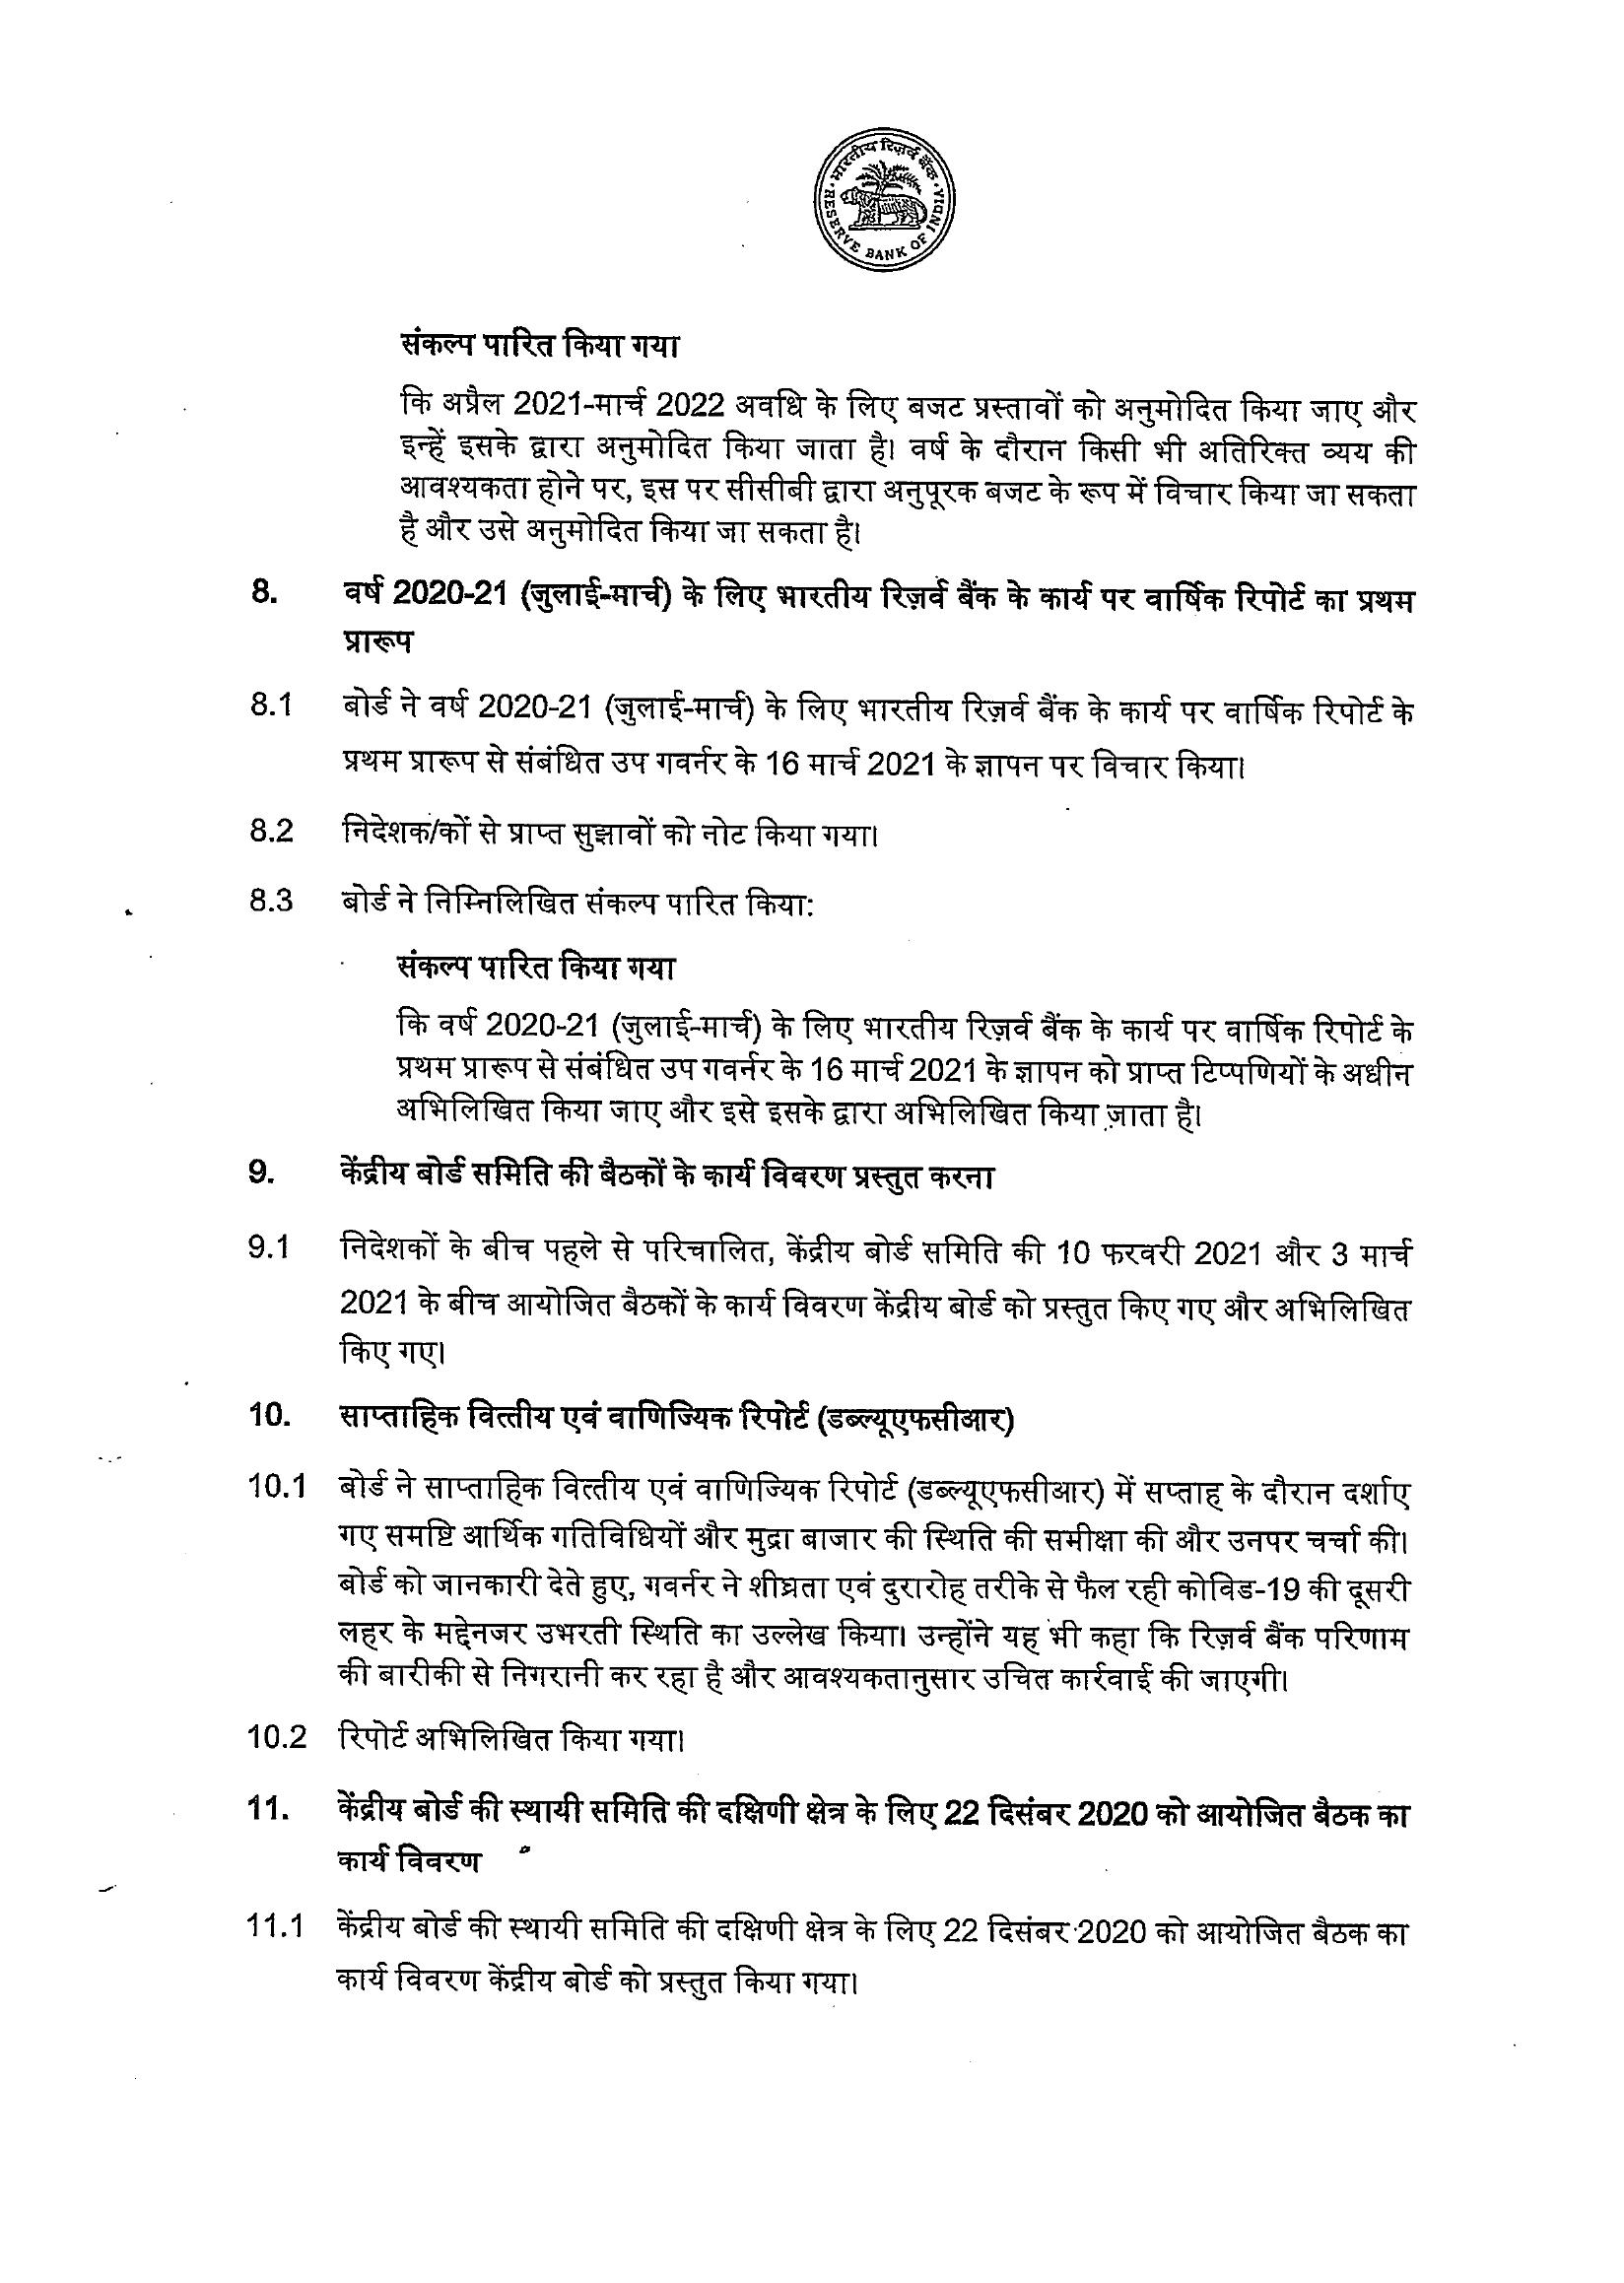 भारतीय रिज़र्व बैंक
RESERVE BANK OF INDIA
संकल्प पारित किया गया
कि अप्रैल 2021-मार्च 2022 अवधि के लिए बजट प्रस्तावों को अनुमोदित किया जाए और
इन्हें इसके द्वारा अनुमोदित किया जाता है। वर्ष के दौरान किसी भी अतिरिक्त व्यय की
आवश्यकता होने पर, इस पर सीसीबी द्वारा अनुपूरक बजट के रूप में विचार किया जा सकता
है और उसे अनुमोदित किया जा सकता है।
8. वर्ष 2020-21 (जुलाई-मार्च) के लिए भारतीय रिज़र्व बैंक के कार्य पर वार्षिक रिपोर्ट का प्रथम
प्रारूप
8.1 बोर्ड ने वर्ष 2020-21 (जुलाई-मार्च) के लिए भारतीय रिज़र्व बैंक के कार्य पर वार्षिक रिपोर्ट के
प्रथम प्रारूप से संबंधित उप गवर्नर के 16 मार्च 2021 के ज्ञापन पर विचार किया।
8.2 निदेशक/कों से प्राप्त सुझावों को नोट किया गया।
8.3 बोर्ड ने निम्निलिखित संकल्प पारित किया:
संकल्प पारित किया गया
कि वर्ष 2020-21 (जुलाई-मार्च) के लिए भारतीय रिज़र्व बैंक के कार्य पर वार्षिक रिपोर्ट के
प्रथम प्रारूप से संबंधित उप गवर्नर के 16 मार्च 2021 के ज्ञापन को प्राप्त टिप्पणियों के अधीन
अभिलिखित किया जाए और इसे इसके द्वारा अभिलिखित किया जाता है।
9. केंद्रीय बोर्ड समिति की बैठकों के कार्य विवरण प्रस्तुत करना
9.1 निदेशकों के बीच पहले से परिचालित, केंद्रीय बोर्ड समिति की 10 फरवरी 2021 और 3 मार्च
2021 के बीच आयोजित बैठकों के कार्य विवरण केंद्रीय बोर्ड को प्रस्तुत किए गए और अभिलिखित
किए गए।
10. साप्ताहिक वित्तीय एवं वाणिज्यिक रिपोर्ट (डब्ल्यूएफसीआर)
10.1 बोर्ड ने साप्ताहिक वित्तीय एवं वाणिज्यिक रिपोर्ट (डब्ल्यूएफसीआर) में सप्ताह के दौरान दर्शाए
गए समष्टि आर्थिक गतिविधियों और मुद्रा बाजार की स्थिति की समीक्षा की और उनपर चर्चा की।
बोर्ड को जानकारी देते हुए, गवर्नर ने शीघ्रता एवं दुरारोह तरीके से फैल रही कोविड-19 की दूसरी
लहर के मद्देनजर उभरती स्थिति का उल्लेख किया। उन्होंने यह भी कहा कि रिज़र्व बैंक परिणाम
की बारीकी से निगरानी कर रहा है और आवश्यकतानुसार उचित कार्रवाई की जाएगी।
10.2 रिपोर्ट अभिलिखित किया गया।
11. केंद्रीय बोर्ड की स्थायी समिति की दक्षिणी क्षेत्र के लिए 22 दिसंबर 2020 को आयोजित बैठक का
कार्य विवरण
11.1 केंद्रीय बोर्ड की स्थायी समिति की दक्षिणी क्षेत्र के लिए 22 दिसंबर 2020 को आयोजित बैठक का
कार्य विवरण केंद्रीय बोर्ड को प्रस्तुत किया गया।